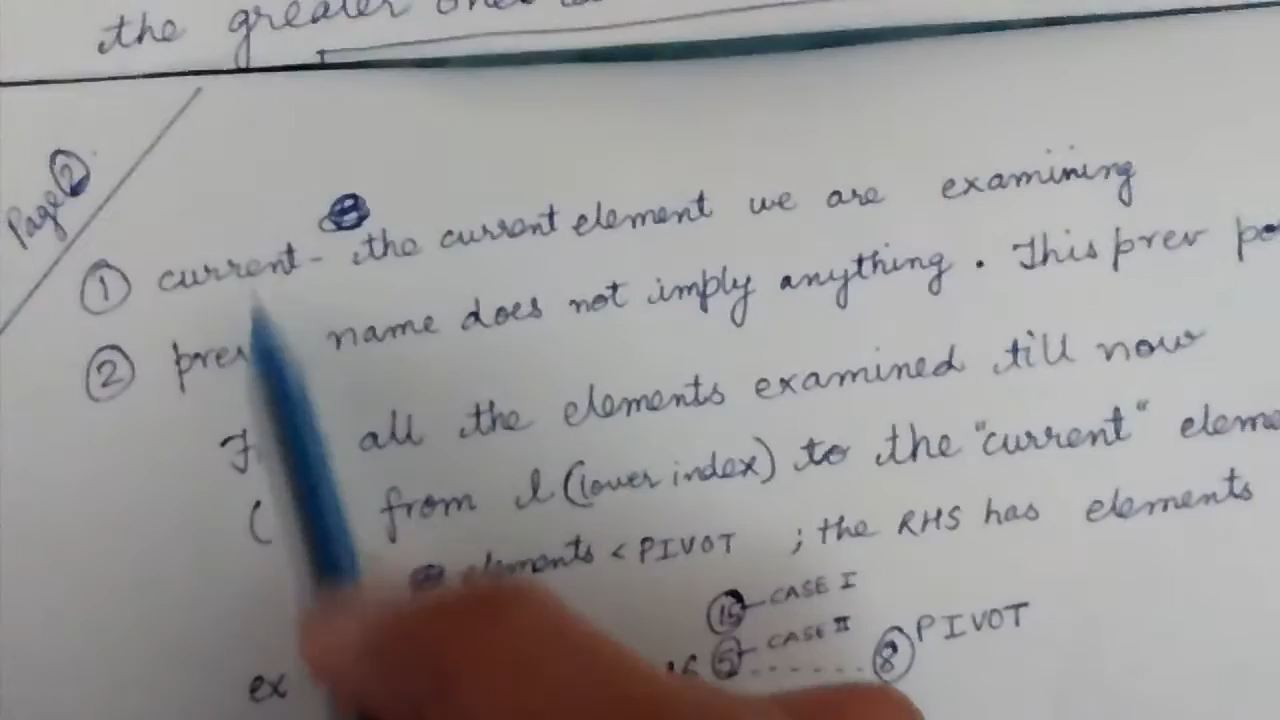 the greater
Page ②
① current - the current element we are examining
② prev name does not imply anything. This prev
all the elements examined till now
( from l (lower index) to the "current"
elements < PIVOT ; the RHS has elements
15 CASE I
5 CASE II
ex ...... 8 PIVOT